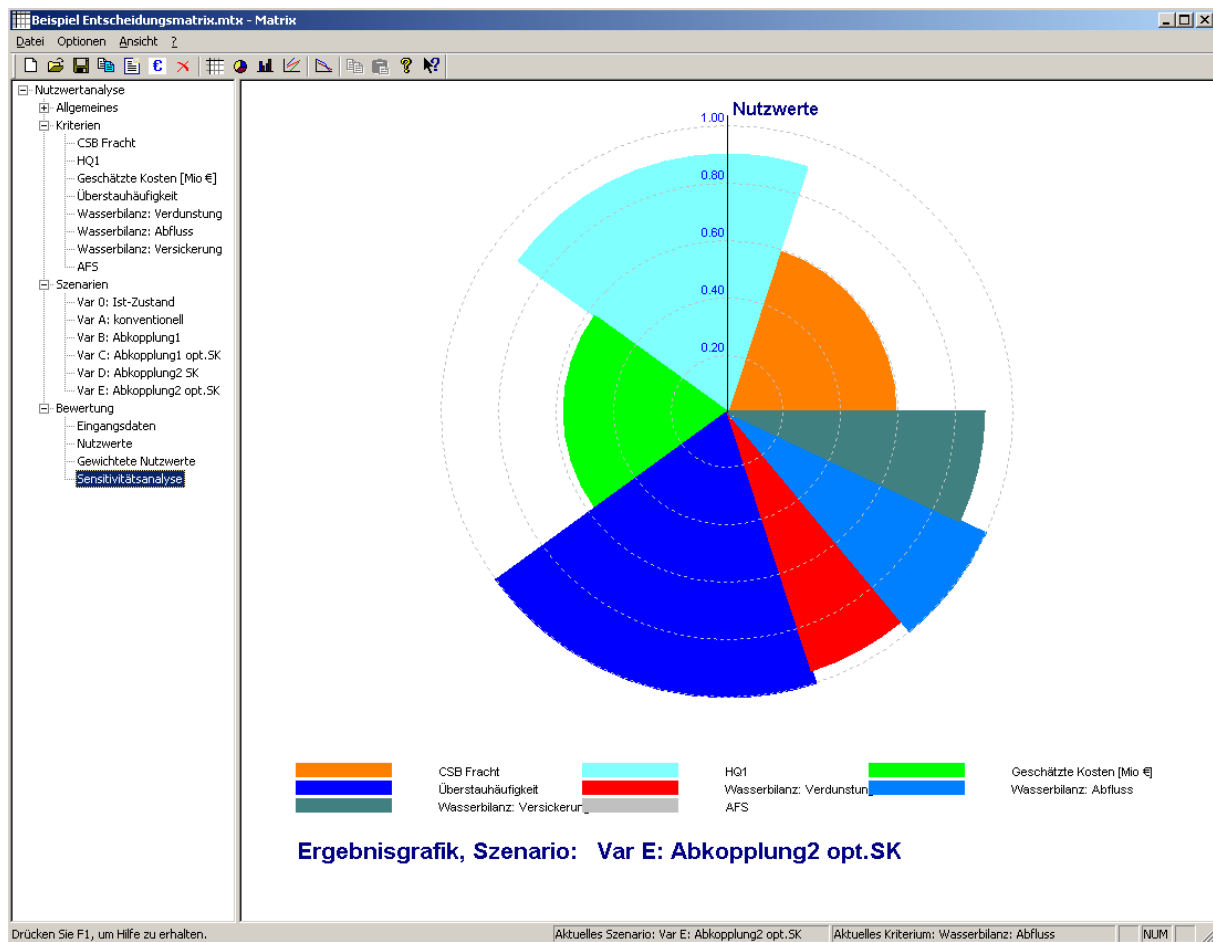 Beispiel Entscheidungsmatrix.mtx - Matrix
Datei Optionen Ansicht ?
€
Nutzwertanalyse
Allgemeines
Kriterien
CSB Fracht
HQ1
Geschätzte Kosten [Mio €]
Überstauhäufigkeit
Wasserbilanz: Verdunstung
Wasserbilanz: Abfluss
Wasserbilanz: Versickerung
AFS
Szenarien
Var 0: Ist-Zustand
Var A: konventionell
Var B: Abkopplung1
Var C: Abkopplung1 opt.SK
Var D: Abkopplung2 SK
Var E: Abkopplung2 opt.SK
Bewertung
Eingangsdaten
Nutzwerte
Gewichtete Nutzwerte
Sensitivitätsanalyse
Nutzwerte
1.00
0.80
0.60
0.40
0.20
CSB Fracht HQ1 Geschätzte Kosten [Mio €]
Überstauhäufigkeit Wasserbilanz: Verdunstung Wasserbilanz: Abfluss
Wasserbilanz: Versickerung AFS
Ergebnisgrafik, Szenario: Var E: Abkopplung2 opt.SK
Drücken Sie F1, um Hilfe zu erhalten. Aktuelles Szenario: Var E: Abkopplung2 opt.SK Aktuelles Kriterium: Wasserbilanz: Abfluss NUM